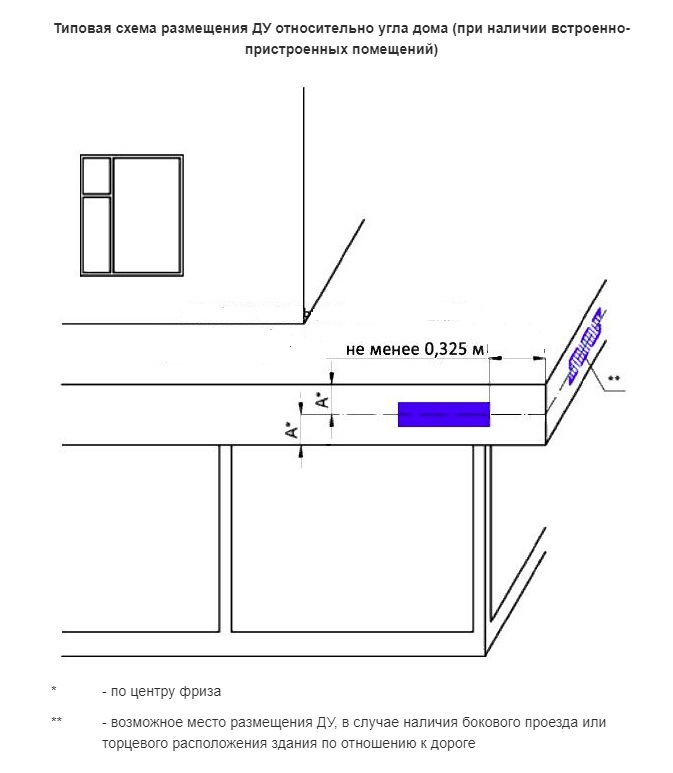 Типовая схема размещения ДУ относительно угла дома (при наличии встроенно-
пристроенных помещений)
не менее 0,325 м
**
А*
А*
* - по центру фриза
** - возможное место размещения ДУ, в случае наличия бокового проезда или
торцевого расположения здания по отношению к дороге